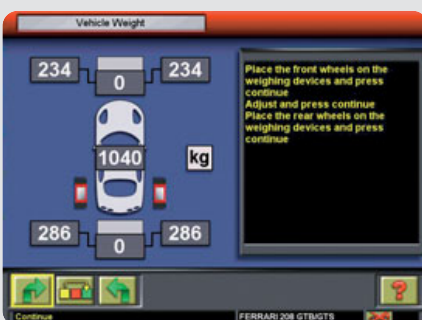 Vehicle Weight
234
0
234
1040
kg
286
0
286
Place the front wheels on the
weighing devices and press
continue
Adjust and press continue
Place the rear wheels on the
weighing devices and press
continue
?
Continue
FERRARI 208 GTB/GTS